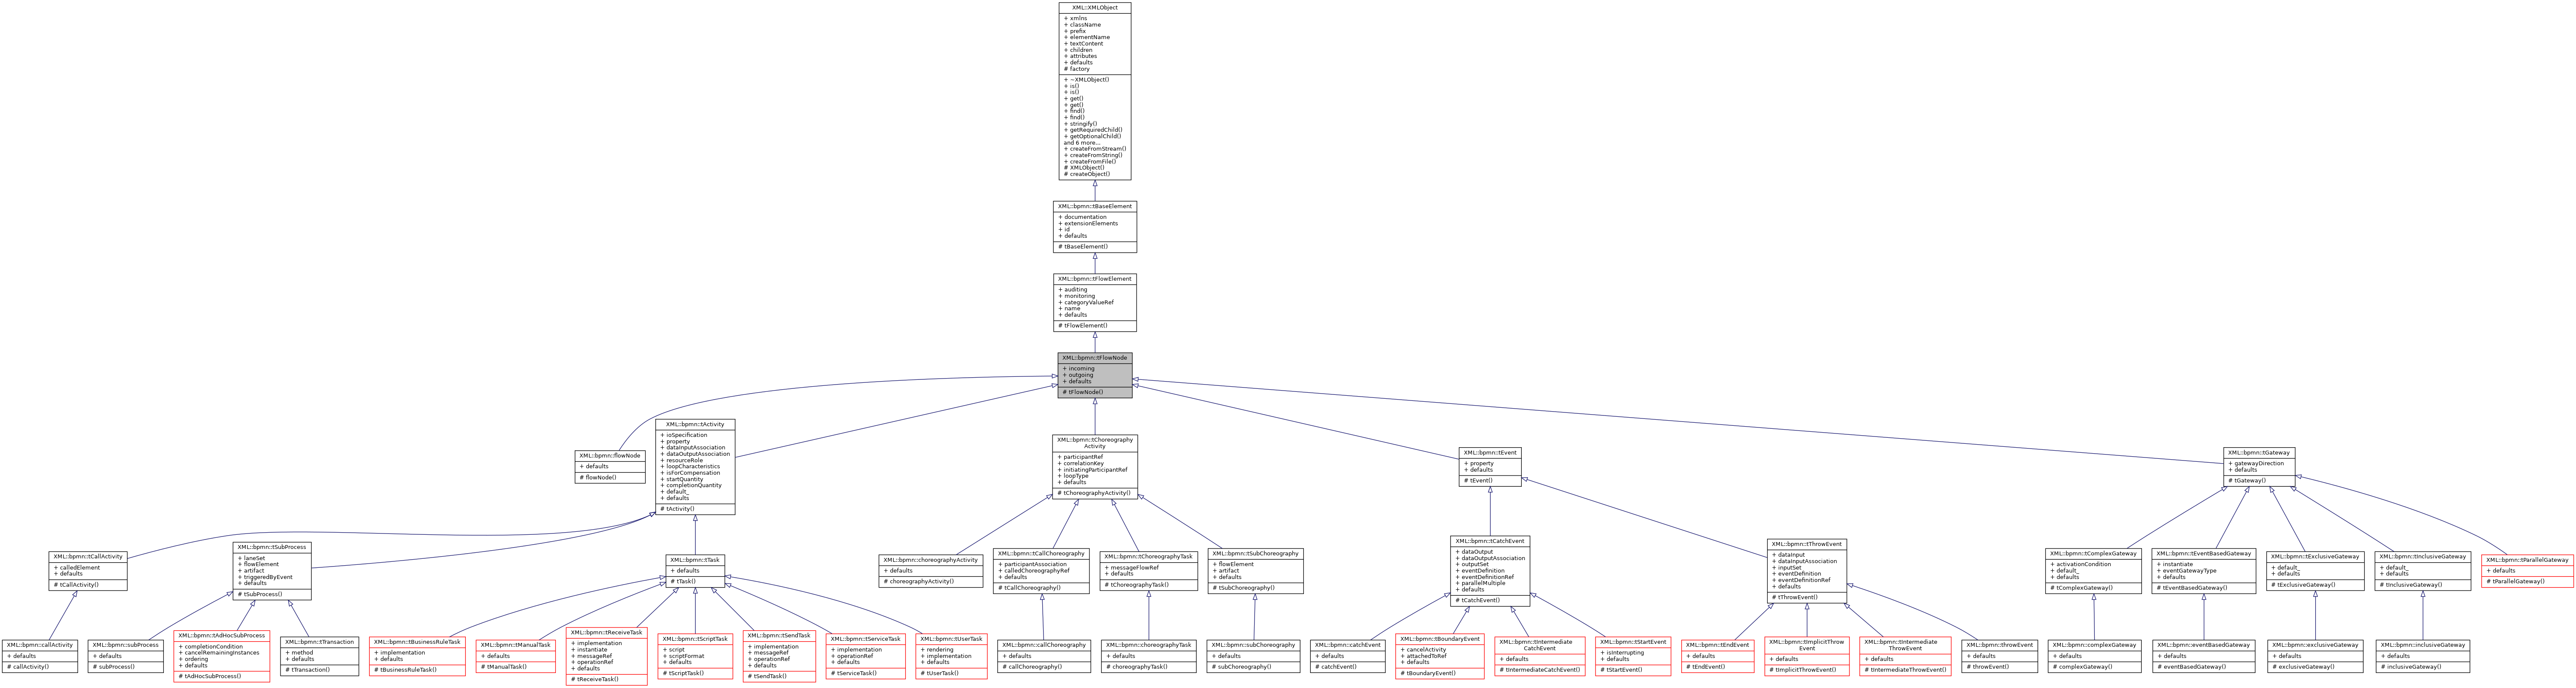 XML::XMLObject
+ xmlns
+ className
+ prefix
+ elementName
+ textContent
+ children
+ attributes
+ defaults
# factory
+ ~XMLObject()
+ is()
+ is()
+ get()
+ get()
+ find()
+ find()
+ stringify()
+ getRequiredChild()
+ getOptionalChild()
and 6 more...
+ createFromStream()
+ createFromString()
+ createFromFile()
# XMLObject()
# createObject()
XML::bpmn::tBaseElement
+ documentation
+ extensionElements
+ id
+ defaults
# tBaseElement()
XML::bpmn::tFlowElement
+ auditing
+ monitoring
+ categoryValueRef
+ name
+ defaults
# tFlowElement()
XML::bpmn::tFlowNode
+ incoming
+ outgoing
+ defaults
# tFlowNode()
XML::bpmn::flowNode
+ defaults
# flowNode()
XML::bpmn::tActivity
+ ioSpecification
+ property
+ dataInputAssociation
+ dataOutputAssociation
+ resourceRole
+ loopCharacteristics
+ isForCompensation
+ startQuantity
+ completionQuantity
+ default_
+ defaults
# tActivity()
XML::bpmn::tChoreography
Activity
+ participantRef
+ correlationKey
+ initiatingParticipantRef
+ loopType
+ defaults
# tChoreographyActivity()
XML::bpmn::tEvent
+ property
+ defaults
# tEvent()
XML::bpmn::tGateway
+ gatewayDirection
+ defaults
# tGateway()
XML::bpmn::tCallActivity
+ calledElement
+ defaults
# tCallActivity()
XML::bpmn::tSubProcess
+ laneSet
+ flowElement
+ artifact
+ triggeredByEvent
+ defaults
# tSubProcess()
XML::bpmn::tTask
+ defaults
# tTask()
XML::bpmn::choreographyActivity
+ defaults
# choreographyActivity()
XML::bpmn::tCallChoreography
+ participantAssociation
+ calledChoreographyRef
+ defaults
# tCallChoreography()
XML::bpmn::tChoreographyTask
+ messageFlowRef
+ defaults
# tChoreographyTask()
XML::bpmn::tSubChoreography
+ flowElement
+ artifact
+ defaults
# tSubChoreography()
XML::bpmn::tCatchEvent
+ dataOutput
+ dataOutputAssociation
+ outputSet
+ eventDefinition
+ eventDefinitionRef
+ parallelMultiple
+ defaults
# tCatchEvent()
XML::bpmn::tThrowEvent
+ dataInput
+ dataInputAssociation
+ inputSet
+ eventDefinition
+ eventDefinitionRef
+ defaults
# tThrowEvent()
XML::bpmn::tComplexGateway
+ activationCondition
+ default_
+ defaults
# tComplexGateway()
XML::bpmn::tEventBasedGateway
+ instantiate
+ eventGatewayType
+ defaults
# tEventBasedGateway()
XML::bpmn::tExclusiveGateway
+ default_
+ defaults
# tExclusiveGateway()
XML::bpmn::tInclusiveGateway
+ default_
+ defaults
# tInclusiveGateway()
XML::bpmn::tParallelGateway
+ defaults
# tParallelGateway()
XML::bpmn::callActivity
+ defaults
# callActivity()
XML::bpmn::subProcess
+ defaults
# subProcess()
XML::bpmn::tAdHocSubProcess
+ completionCondition
+ cancelRemainingInstances
+ ordering
+ defaults
# tAdHocSubProcess()
XML::bpmn::tTransaction
+ method
+ defaults
# tTransaction()
XML::bpmn::tBusinessRuleTask
+ implementation
+ defaults
# tBusinessRuleTask()
XML::bpmn::tManualTask
+ defaults
# tManualTask()
XML::bpmn::tReceiveTask
+ implementation
+ instantiate
+ messageRef
+ operationRef
+ defaults
# tReceiveTask()
XML::bpmn::tScriptTask
+ script
+ scriptFormat
+ defaults
# tScriptTask()
XML::bpmn::tSendTask
+ implementation
+ messageRef
+ operationRef
+ defaults
# tSendTask()
XML::bpmn::tServiceTask
+ implementation
+ operationRef
+ defaults
# tServiceTask()
XML::bpmn::tUserTask
+ rendering
+ implementation
+ defaults
# tUserTask()
XML::bpmn::callChoreography
+ defaults
# callChoreography()
XML::bpmn::choreographyTask
+ defaults
# choreographyTask()
XML::bpmn::subChoreography
+ defaults
# subChoreography()
XML::bpmn::catchEvent
+ defaults
# catchEvent()
XML::bpmn::tBoundaryEvent
+ cancelActivity
+ attachedToRef
+ defaults
# tBoundaryEvent()
XML::bpmn::tIntermediate
CatchEvent
+ defaults
# tIntermediateCatchEvent()
XML::bpmn::tStartEvent
+ isInterrupting
+ defaults
# tStartEvent()
XML::bpmn::tEndEvent
+ defaults
# tEndEvent()
XML::bpmn::tImplicitThrow
Event
+ defaults
# tImplicitThrowEvent()
XML::bpmn::tIntermediate
ThrowEvent
+ defaults
# tIntermediateThrowEvent()
XML::bpmn::throwEvent
+ defaults
# throwEvent()
XML::bpmn::complexGateway
+ defaults
# complexGateway()
XML::bpmn::eventBasedGateway
+ defaults
# eventBasedGateway()
XML::bpmn::exclusiveGateway
+ defaults
# exclusiveGateway()
XML::bpmn::inclusiveGateway
+ defaults
# inclusiveGateway()